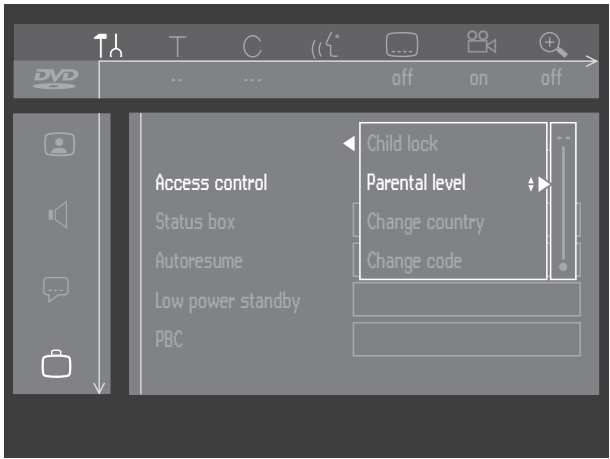 T C
DVD -- --- off on off
Child lock --
Access control Parental level
Status box Change country
Autoresume Change code
Low power standby
PBC